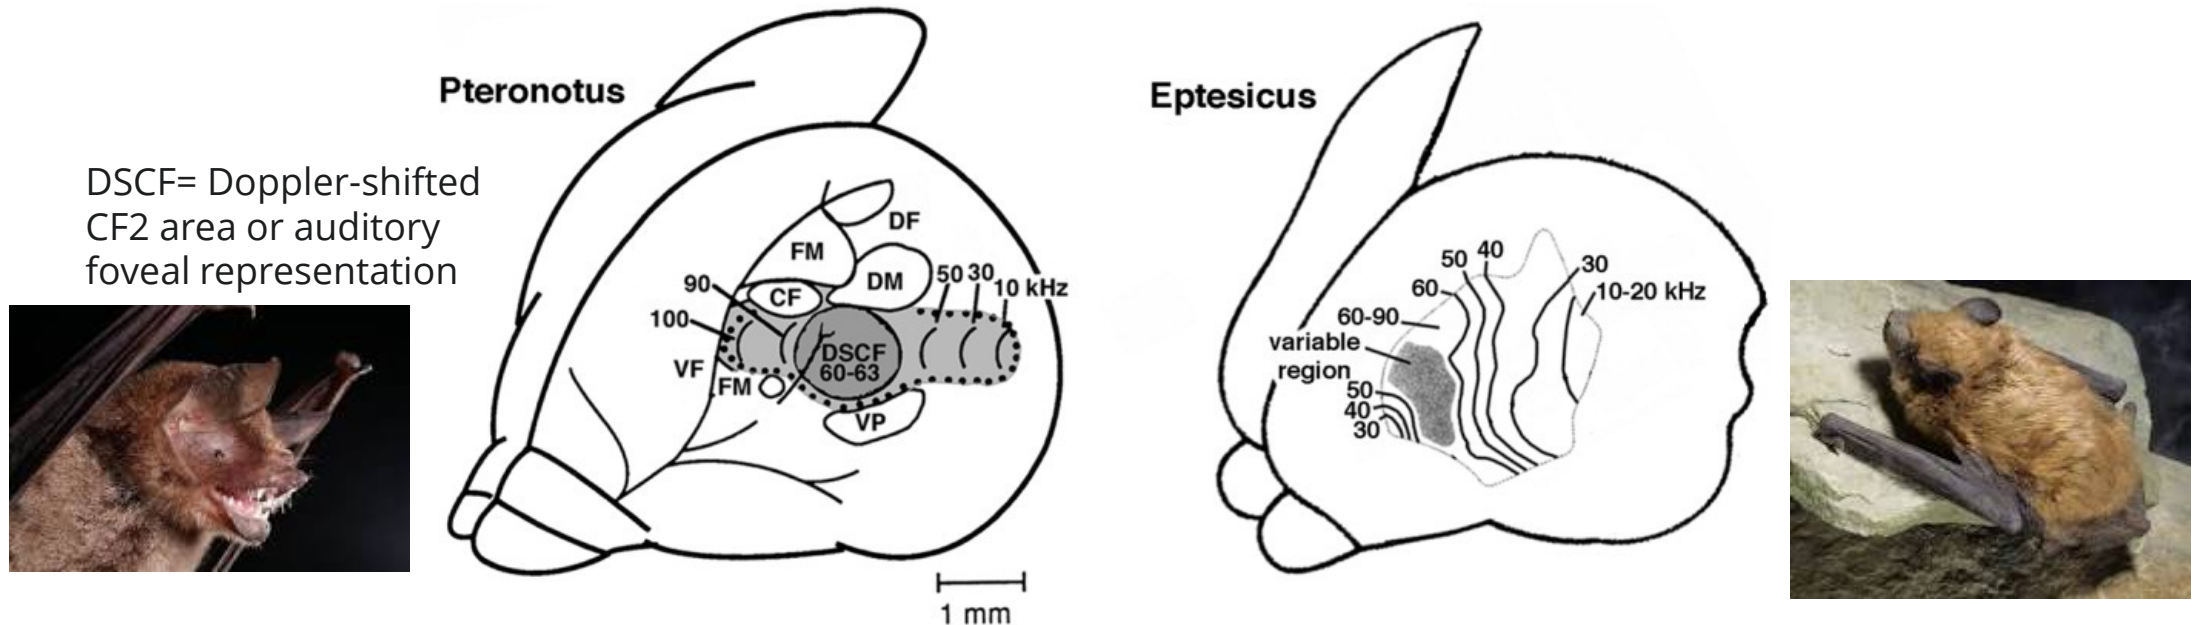 Pteronotus
DSCF= Doppler-shifted
CF2 area or auditory
foveal representation
DF
FM
DM
50 30 10 kHz
90
CF
100
DSCF
60-63
VF
FM
VP
1 mm
Eptesicus
50 40
30
60
10-20 kHz
60-90
variable
region
50
40
30